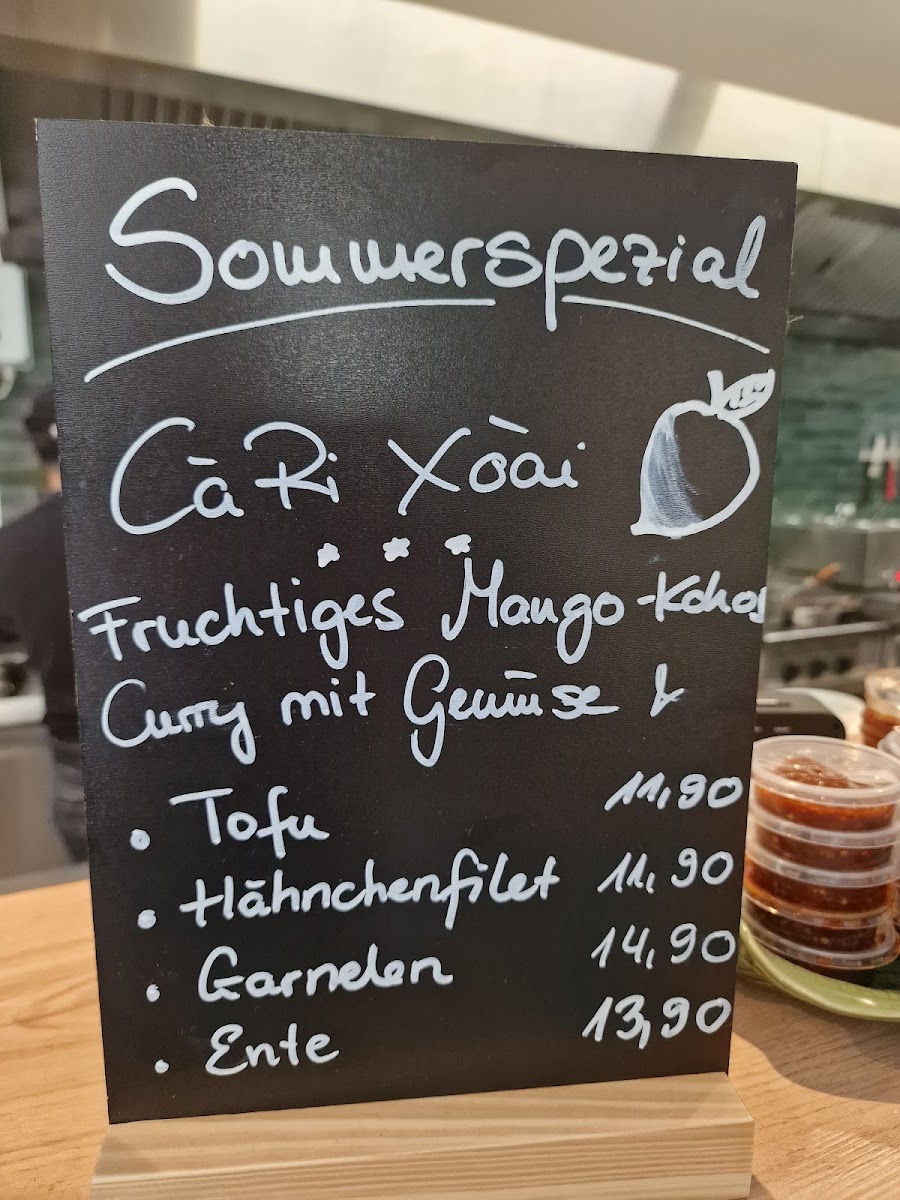 Sommerspezial
Cà Ri Xòài
Fruchtiges Mango-Kokos
Curry mit Gemüse &
• Tofu 11,90
• Hähnchenfilet 11,90
• Garnelen 14,90
• Ente 13,90